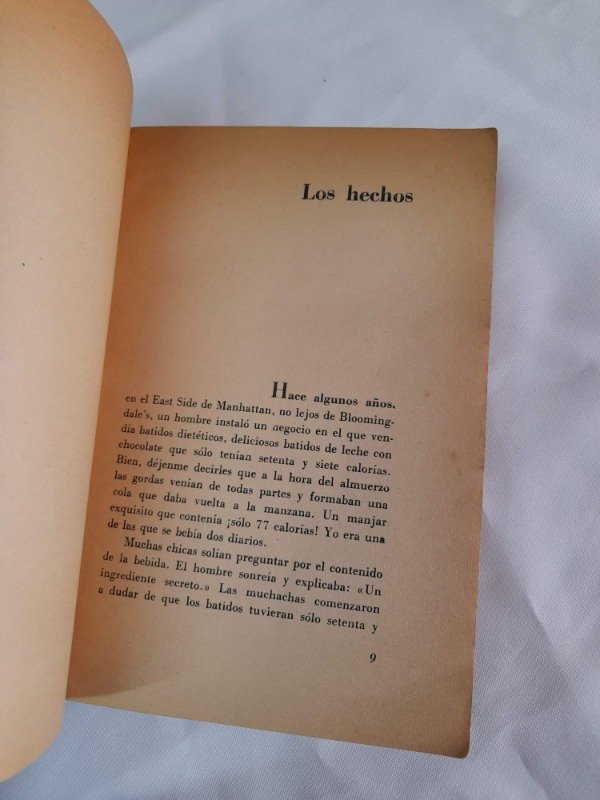 Los hechos
Hace algunos años,
en el East Side de Manhattan, no lejos de Blooming-
dale's, un hombre instaló un negocio en el que ven-
día batidos dietéticos, deliciosos batidos de leche con
chocolate que sólo tenían setenta y siete calorías.
Bien, déjenme decirles que a la hora del almuerzo
las gordas venían de todas partes y formaban una
cola que daba vuelta a la manzana. Un manjar
exquisito que contenía ¡sólo 77 calorías! Yo era una
de las que se bebía dos diarios.
Muchas chicas solían preguntar por el contenido
de la bebida. El hombre sonreía y explicaba: «Un
ingrediente secreto.» Las muchachas comenzaron
a dudar de que los batidos tuvieran sólo setenta y
9